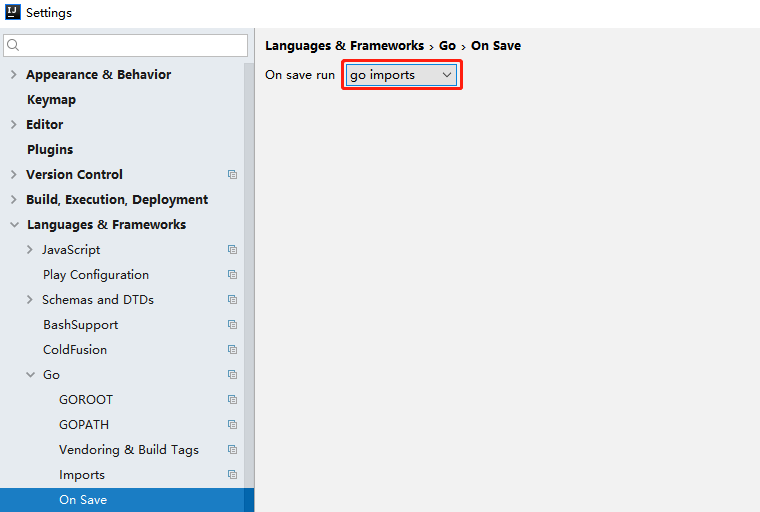 IJ Settings
Languages & Frameworks › Go › On Save
On save run go imports
Appearance & Behavior
Keymap
Editor
Plugins
Version Control
Build, Execution, Deployment
Languages & Frameworks
JavaScript
Play Configuration
Schemas and DTDs
BashSupport
ColdFusion
Go
GOROOT
GOPATH
Vendoring & Build Tags
Imports
On Save